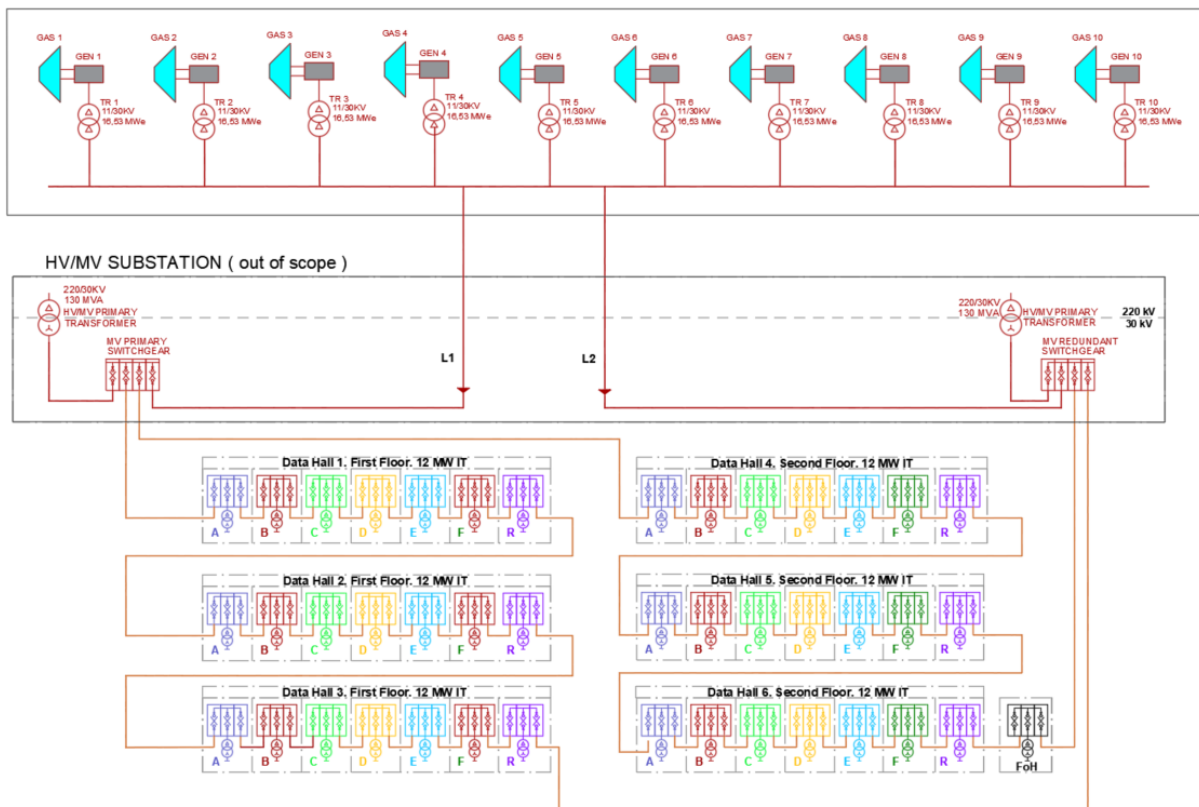 GAS 1
GEN 1
TR 1
11/30KV
16,53 MWe
GAS 2
GEN 2
TR 2
11/30KV
16,53 MWe
GAS 3
GEN 3
TR 3
11/30KV
16,53 MWe
GAS 4
GEN 4
TR 4
11/30KV
16,53 MWe
GAS 5
GEN 5
TR 5
11/30KV
16,53 MWe
GAS 6
GEN 6
TR 6
11/30KV
16,53 MWe
GAS 7
GEN 7
TR 7
11/30KV
16,53 MWe
GAS 8
GEN 8
TR 8
11/30KV
16,53 MWe
GAS 9
GEN 9
TR 9
11/30KV
16,53 MWe
GAS 10
GEN 10
TR 10
11/30KV
16,53 MWe
HV/MV SUBSTATION ( out of scope )
220/30KV
130 MVA
HV/MV PRIMARY
TRANSFORMER
MV PRIMARY
SWITCHGEAR
L1
L2
220/30KV
130 MVA
HV/MV PRIMARY
TRANSFORMER
220 kV
30 kV
MV REDUNDANT
SWITCHGEAR
Data Hall 1. First Floor. 12 MW IT
A B C D E F R
Data Hall 4. Second Floor. 12 MW IT
A B C D E F R
Data Hall 2. First Floor. 12 MW IT
A B C D E F R
Data Hall 5. Second Floor. 12 MW IT
A B C D E F R
Data Hall 3. First Floor. 12 MW IT
A B C D E F R
Data Hall 6. Second Floor. 12 MW IT
A B C D E F R
FoH